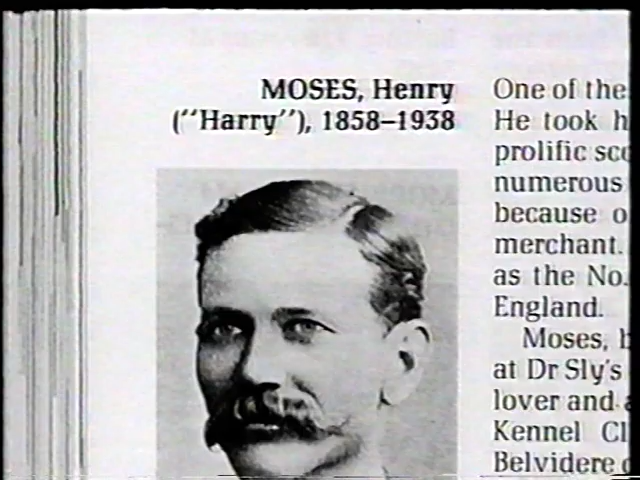 MOSES, Henry
("Harry"), 1858–1938
One of the
He took h
prolific sco
numerous
because o
merchant.
as the No.
England.
Moses, b
at Dr Sly's
lover and a
Kennel Cl
Belvidere